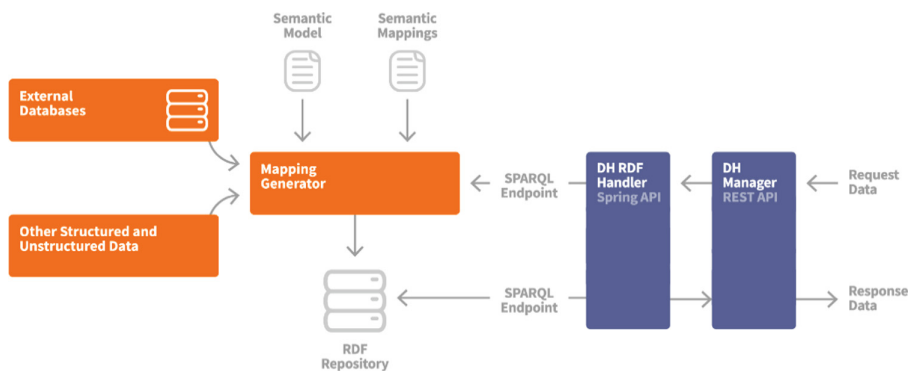 Semantic
Model
Semantic
Mappings
External
Databases
Mapping
Generator
Other Structured and
Unstructured Data
SPARQL
Endpoint
DH RDF
Handler
Spring API
DH
Manager
REST API
Request
Data
SPARQL
Endpoint
Response
Data
RDF
Repository